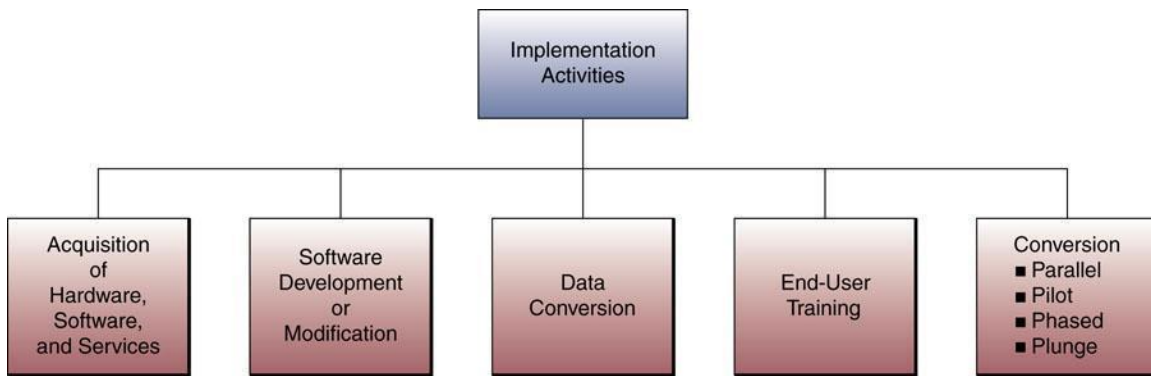 Implementation
Activities
Acquisition
of
Hardware,
Software,
and Services
Software
Development
or
Modification
Data
Conversion
End-User
Training
Conversion
■ Parallel
■ Pilot
■ Phased
■ Plunge